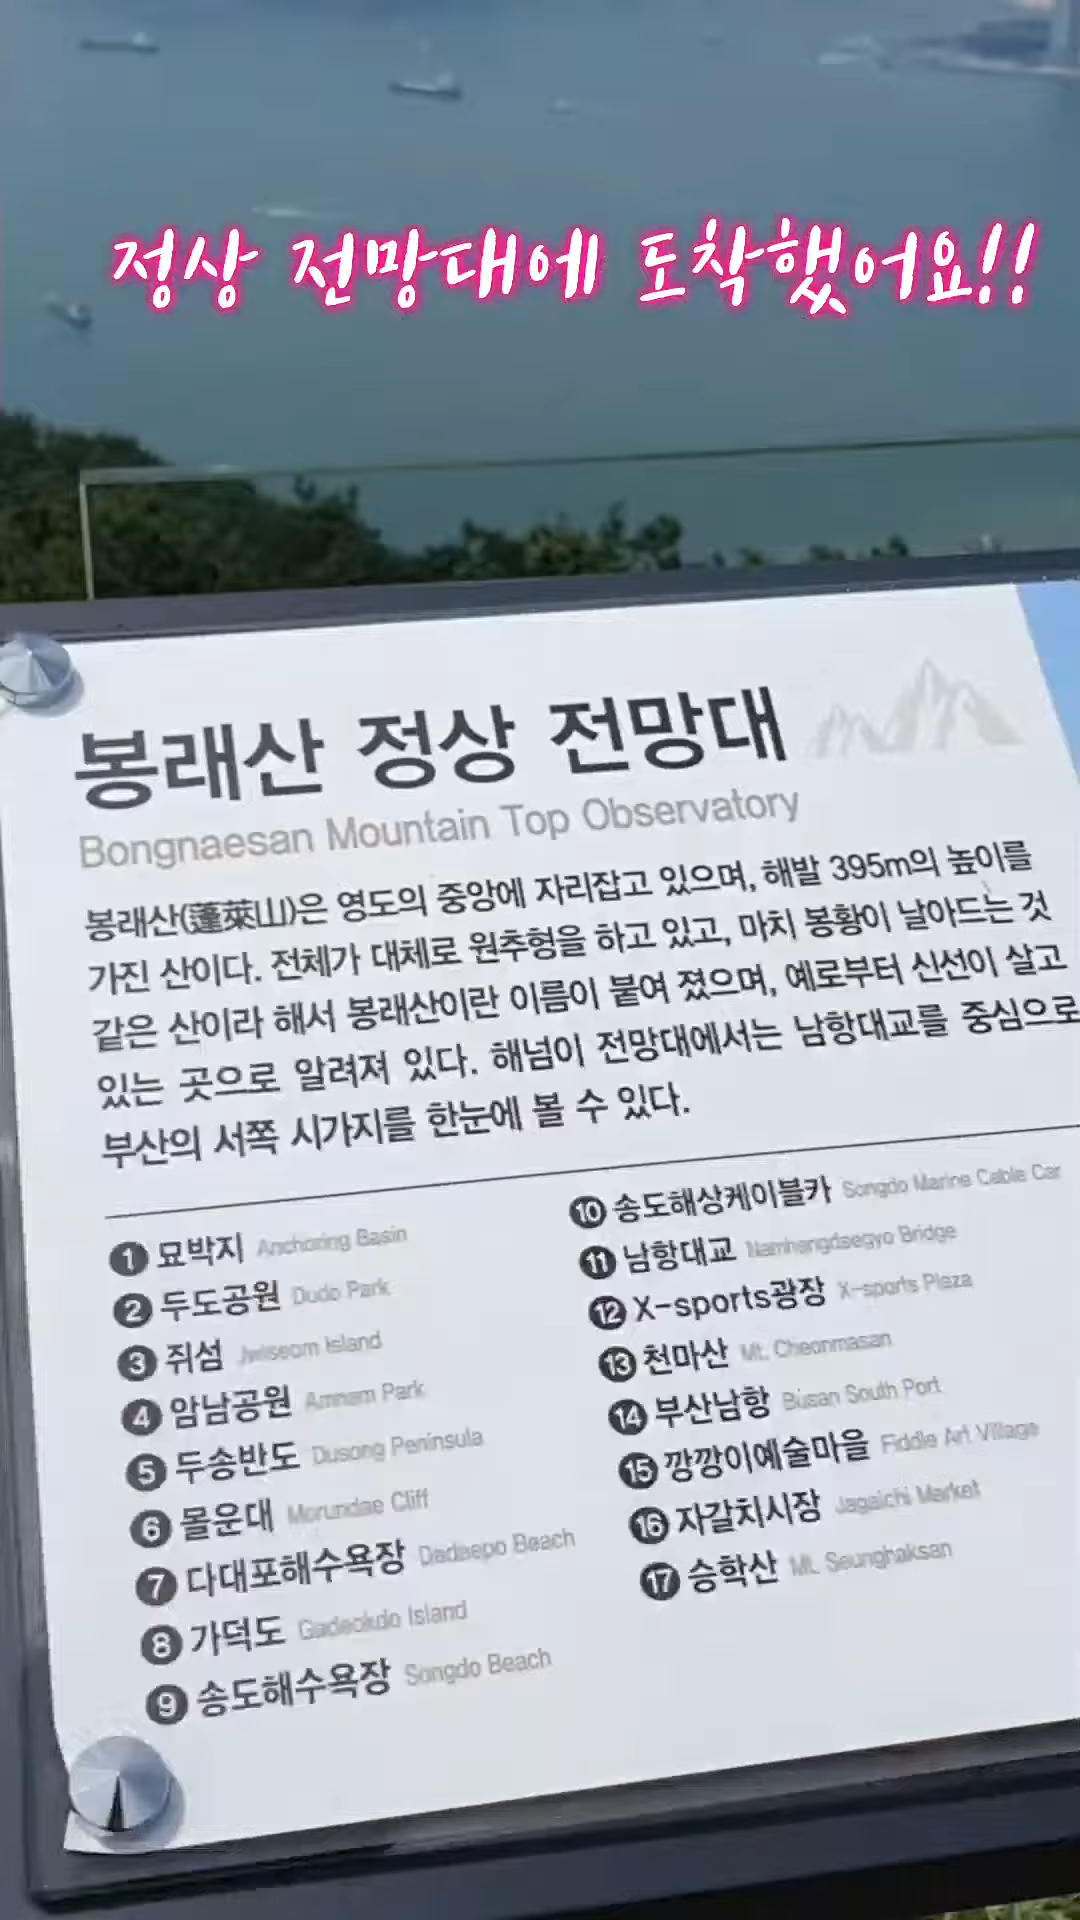 정상 전망대에 도착했어요!!
봉래산 정상 전망대
Bongnaesan Mountain Top Observatory
봉래산(蓬萊山)은 영도의 중앙에 자리잡고 있으며, 해발 395m의 높이를
가진 산이다. 전체가 대체로 원추형을 하고 있고, 마치 봉황이 날아드는 것
같은 산이라 해서 봉래산이란 이름이 붙여 졌으며, 예로부터 신선이 살고
있는 곳으로 알려져 있다. 해넘이 전망대에서는 남항대교를 중심으로
부산의 서쪽 시가지를 한눈에 볼 수 있다.
1 묘박지 Anchoring Basin
2 두도공원 Dudo Park
3 쥐섬 Jwiseom Island
4 암남공원 Amnam Park
5 두송반도 Dusong Peninsula
6 몰운대 Morundae Cliff
7 다대포해수욕장 Dadaepo Beach
8 가덕도 Gadeokdo Island
9 송도해수욕장 Songdo Beach
10 송도해상케이블카 Songdo Marine Cable Car
11 남항대교 Namhangdaegyo Bridge
12 X-sports광장 X-sports Plaza
13 천마산 Mt. Cheonmasan
14 부산남항 Busan South Port
15 깡깡이예술마을 Fiddle Art Village
16 자갈치시장 Jagalchi Market
17 승학산 Mt. Seunghaksan